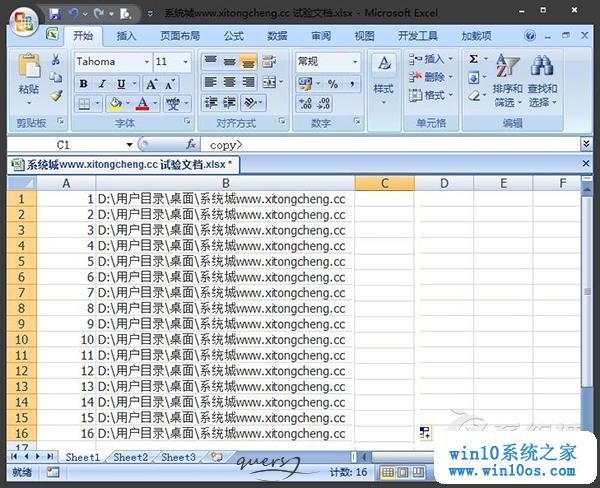 系统城www.xitongcheng.cc 试验文档.xlsx - Microsoft Excel
开始 插入 页面布局 公式 数据 审阅 视图 开发工具 加载项
Tahoma 11 常规
粘贴 B I U A 样式 插入 删除 格式 Σ 排序和筛选 查找和选择
剪贴板 字体 对齐方式 数字 单元格 编辑
C1 fx copy>
系统城www.xitongcheng.cc 试验文档.xlsx *
A B C D E F
1 1 D:\用户目录\桌面\系统城www.xitongcheng.cc
2 2 D:\用户目录\桌面\系统城www.xitongcheng.cc
3 3 D:\用户目录\桌面\系统城www.xitongcheng.cc
4 4 D:\用户目录\桌面\系统城www.xitongcheng.cc
5 5 D:\用户目录\桌面\系统城www.xitongcheng.cc
6 6 D:\用户目录\桌面\系统城www.xitongcheng.cc
7 7 D:\用户目录\桌面\系统城www.xitongcheng.cc
8 8 D:\用户目录\桌面\系统城www.xitongcheng.cc
9 9 D:\用户目录\桌面\系统城www.xitongcheng.cc
10 10 D:\用户目录\桌面\系统城www.xitongcheng.cc
11 11 D:\用户目录\桌面\系统城www.xitongcheng.cc
12 12 D:\用户目录\桌面\系统城www.xitongcheng.cc
13 13 D:\用户目录\桌面\系统城www.xitongcheng.cc
14 14 D:\用户目录\桌面\系统城www.xitongcheng.cc
15 15 D:\用户目录\桌面\系统城www.xitongcheng.cc
16 16 D:\用户目录\桌面\系统城www.xitongcheng.cc
17
Sheet1 Sheet2 Sheet3
就绪 计数: 16
win10系统之家
www.win10os.com